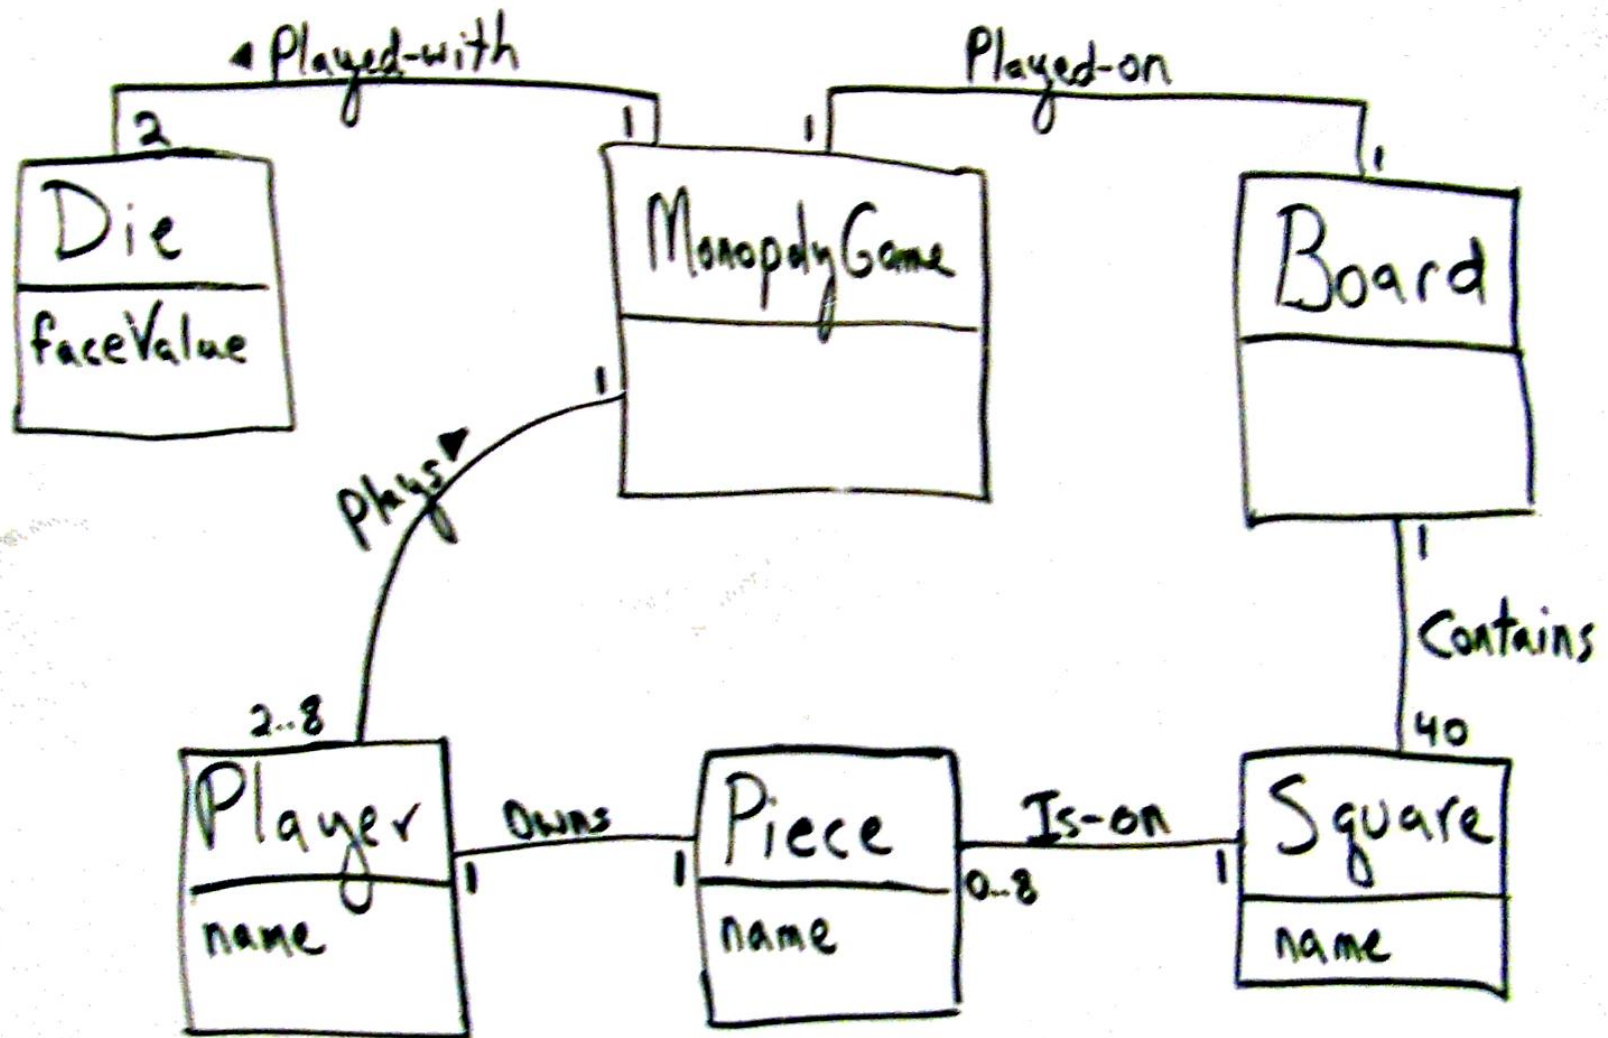 ◄ Played-with
Played-on
2
1
1
1
Die
faceValue
MonopolyGame
Board
1
Plays
1
Contains
2..8
40
Player
name
Owns
1
1
Piece
name
Is-on
0..8
1
Square
name